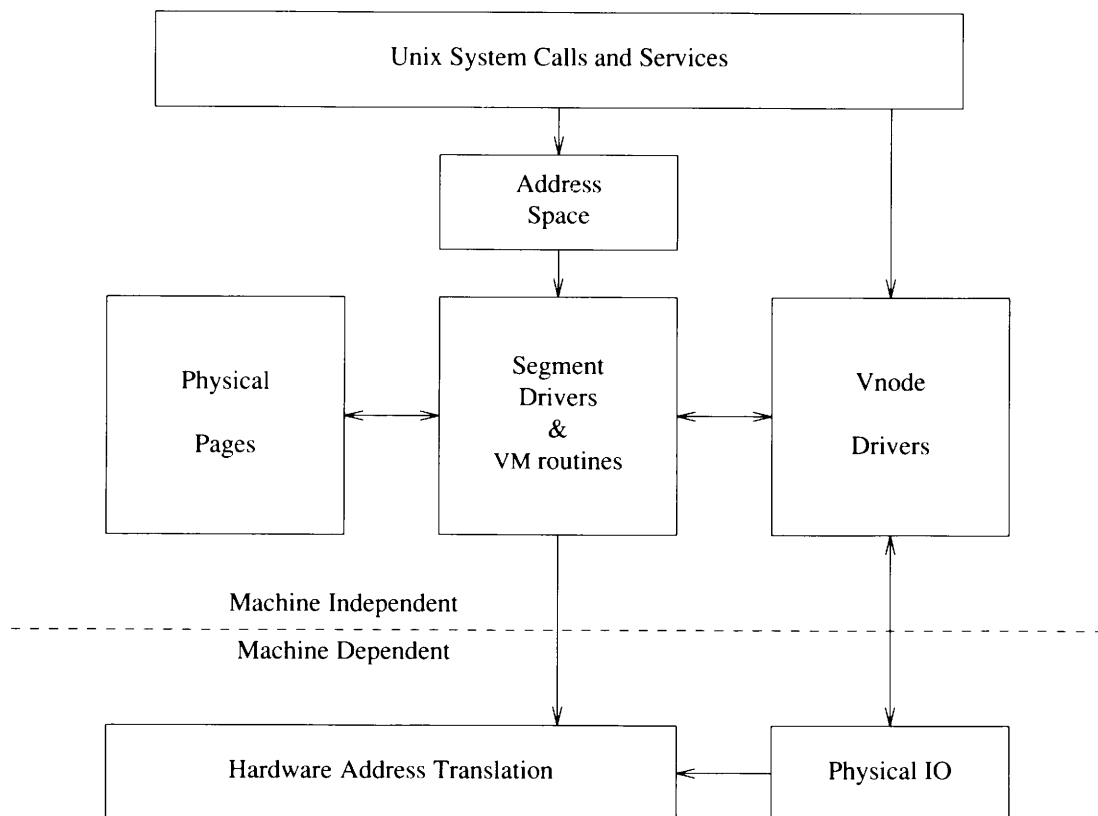 Unix System Calls and Services
Address
Space
Physical
Pages
Segment
Drivers
&
VM routines
Vnode
Drivers
Machine Independent
Machine Dependent
Hardware Address Translation
Physical IO